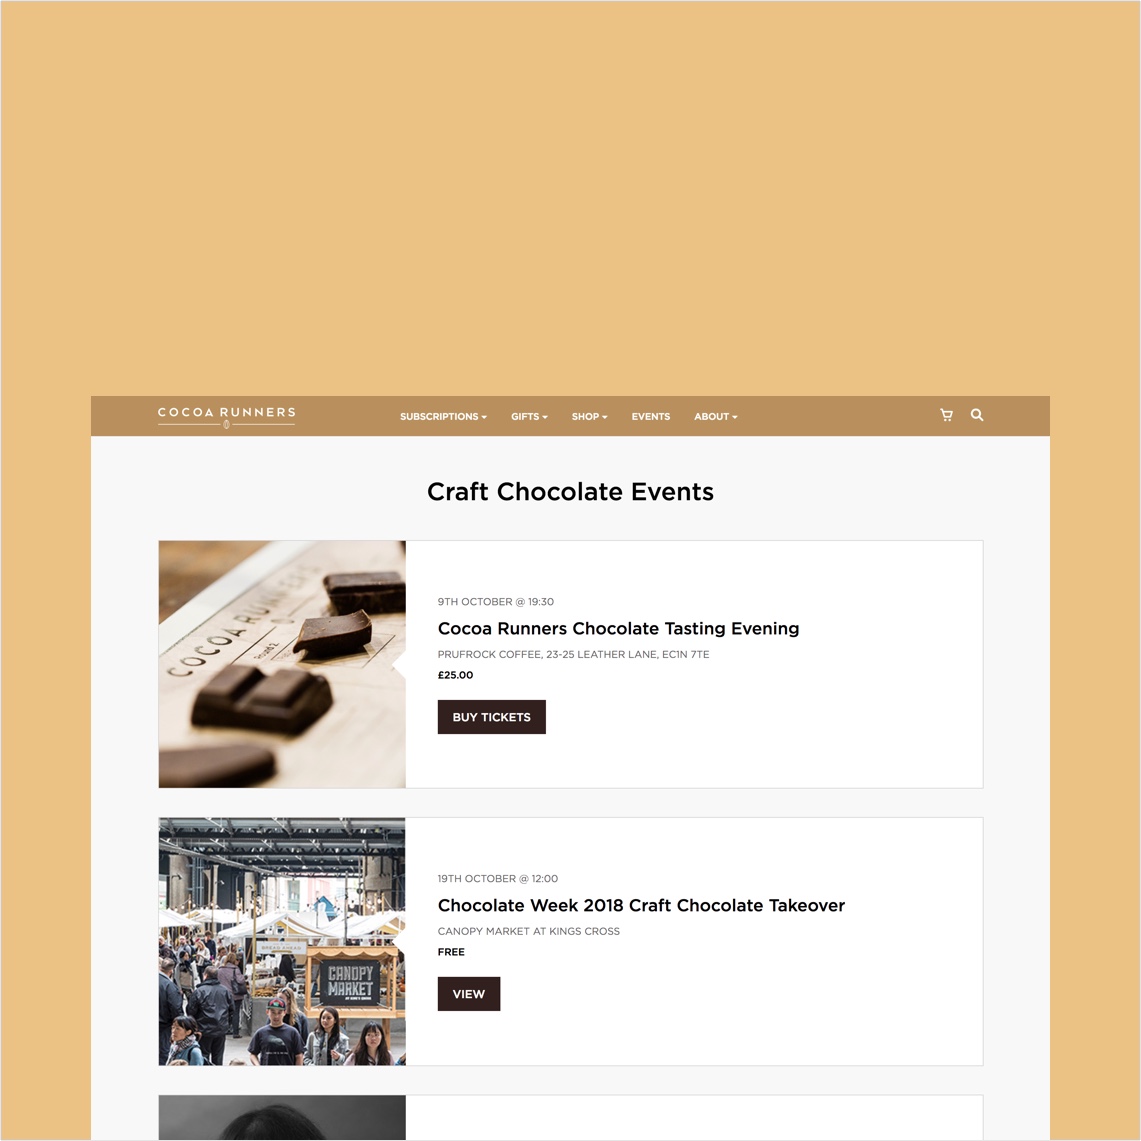 COCOA RUNNERS
SUBSCRIPTIONS
GIFTS
SHOP
EVENTS
ABOUT
Craft Chocolate Events
COCOA RUNNERS
9TH OCTOBER @ 19:30
Cocoa Runners Chocolate Tasting Evening
PRUFROCK COFFEE, 23-25 LEATHER LANE, EC1N 7TE
£25.00
BUY TICKETS
BREAD AHEAD
CANOPY
MARKET
19TH OCTOBER @ 12:00
Chocolate Week 2018 Craft Chocolate Takeover
CANOPY MARKET AT KINGS CROSS
FREE
VIEW